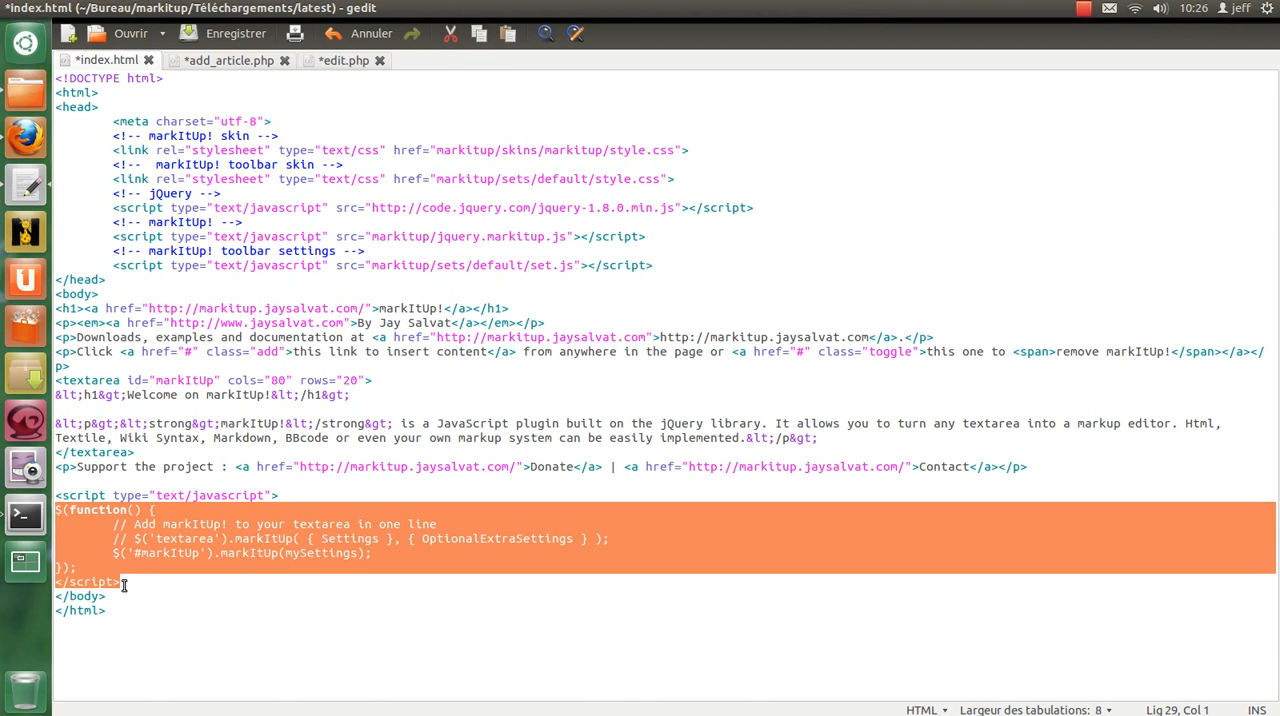 *index.html (~/Bureau/markitup/Téléchargements/latest) - gedit
10:26
jeff
Ouvrir
Enregistrer
Annuler
*index.html
*add_article.php
*edit.php
<!DOCTYPE html>
<html>
<head>
<meta charset="utf-8">
<!-- markItUp! skin -->
<link rel="stylesheet" type="text/css" href="markitup/skins/markitup/style.css">
<!--  markItUp! toolbar skin -->
<link rel="stylesheet" type="text/css" href="markitup/sets/default/style.css">
<!-- jQuery -->
<script type="text/javascript" src="http://code.jquery.com/jquery-1.8.0.min.js"></script>
<!-- markItUp! -->
<script type="text/javascript" src="markitup/jquery.markitup.js"></script>
<!-- markItUp! toolbar settings -->
<script type="text/javascript" src="markitup/sets/default/set.js"></script>
</head>
<body>
<h1><a href="http://markitup.jaysalvat.com/">markItUp!</a></h1>
<p><em><a href="http://www.jaysalvat.com">By Jay Salvat</a></em></p>
<p>Downloads, examples and documentation at <a href="http://markitup.jaysalvat.com">http://markitup.jaysalvat.com</a>.</p>
<p>Click <a href="#" class="add">this link to insert content</a> from anywhere in the page or <a href="#" class="toggle">this one to <span>remove markItUp!</span></a></
p>
<textarea id="markItUp" cols="80" rows="20">
&lt;h1&gt;Welcome on markItUp!&lt;/h1&gt;
&lt;p&gt;&lt;strong&gt;markItUp!&lt;/strong&gt; is a JavaScript plugin built on the jQuery library. It allows you to turn any textarea into a markup editor. Html,
Textile, Wiki Syntax, Markdown, BBcode or even your own markup system can be easily implemented.&lt;/p&gt;
</textarea>
<p>Support the project : <a href="http://markitup.jaysalvat.com/">Donate</a> | <a href="http://markitup.jaysalvat.com/">Contact</a></p>
<script type="text/javascript">
$(function() {
// Add markItUp! to your textarea in one line
// $('textarea').markItUp( { Settings }, { OptionalExtraSettings } );
$('#markItUp').markItUp(mySettings);
});
</script>
</body>
</html>
HTML
Largeur des tabulations: 8
Lig 29, Col 1
INS